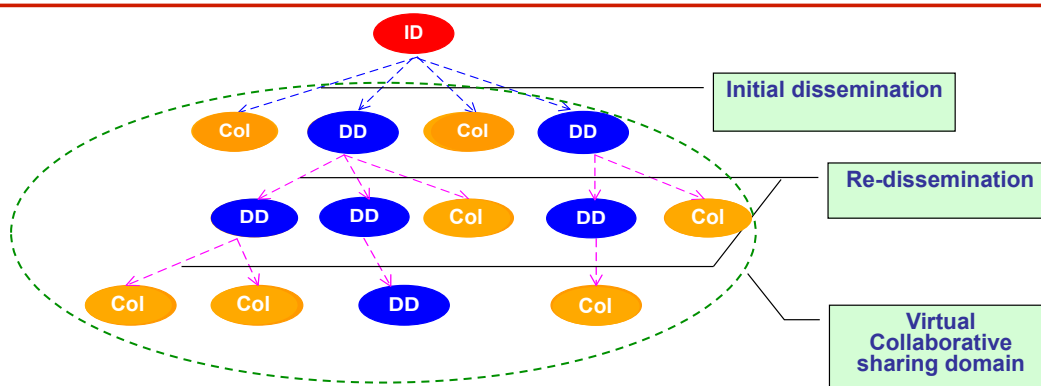 ID
Initial dissemination
Col
DD
Col
DD
Re-dissemination
DD
DD
Col
DD
Col
Col
Col
DD
Col
Virtual
Collaborative
sharing domain